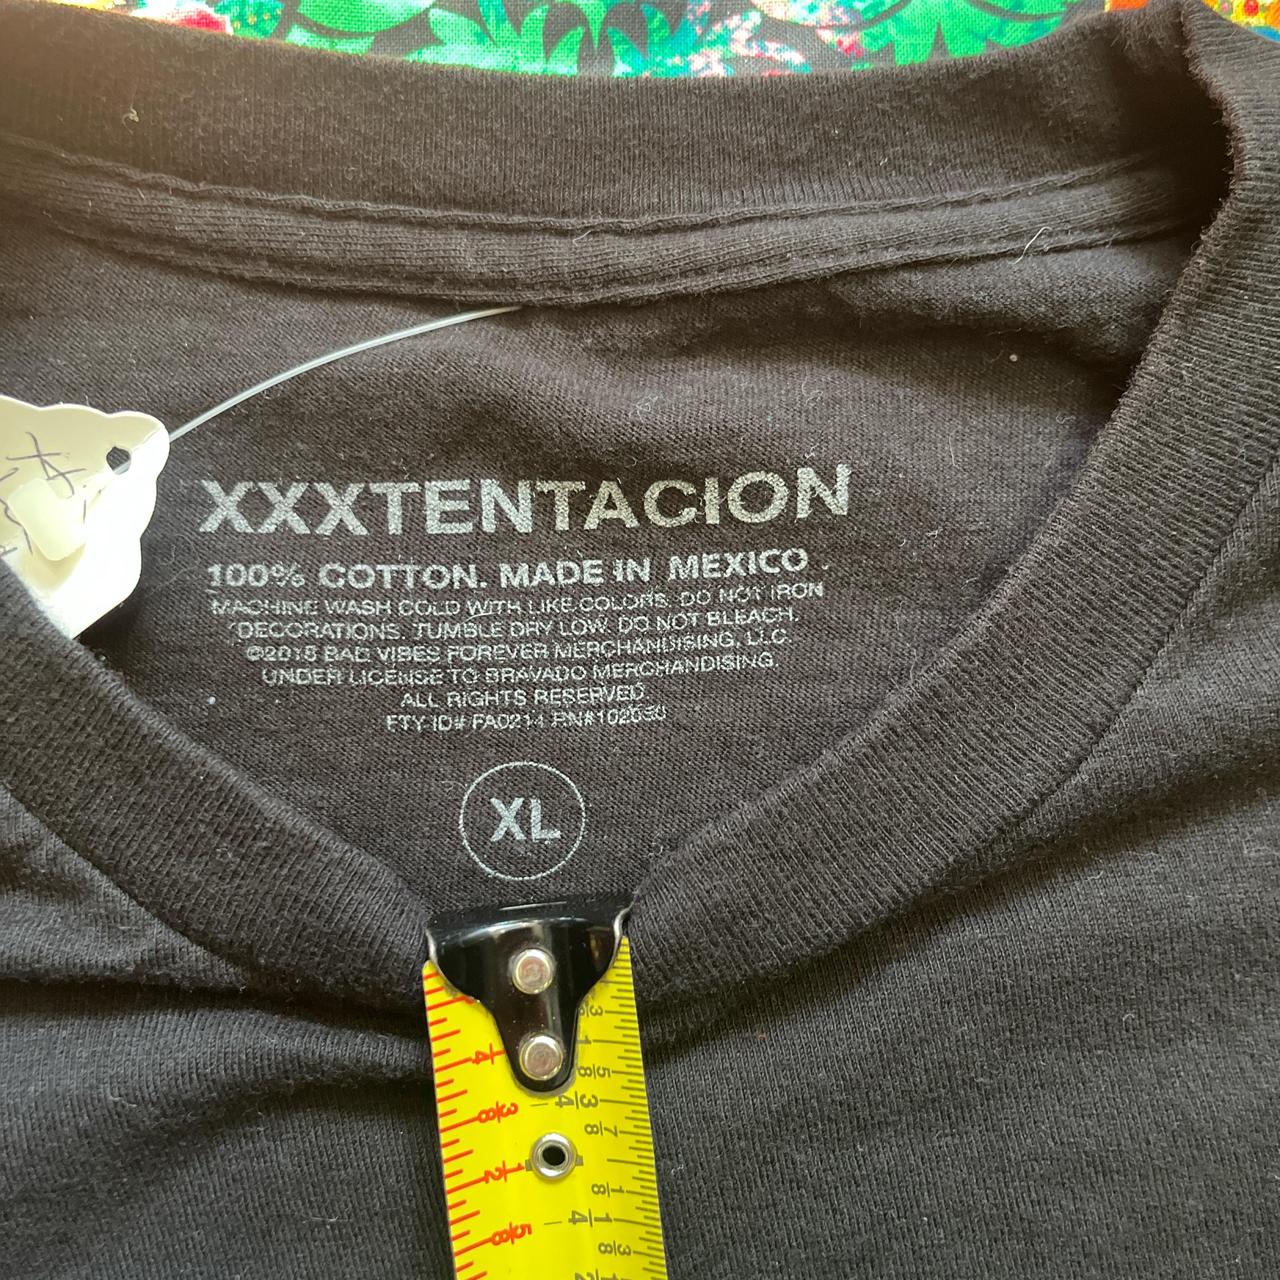 XXXTENTACION
100% COTTON. MADE IN MEXICO .
MACHINE WASH COLD WITH LIKE COLORS. DO NOT IRON
DECORATIONS. TUMBLE DRY LOW. DO NOT BLEACH.
©2018 BAD VIBES FOREVER MERCHANDISING, LLC.
UNDER LICENSE TO BRAVADO MERCHANDISING.
ALL RIGHTS RESERVED.
FTY ID# FA0214 RN#
XL